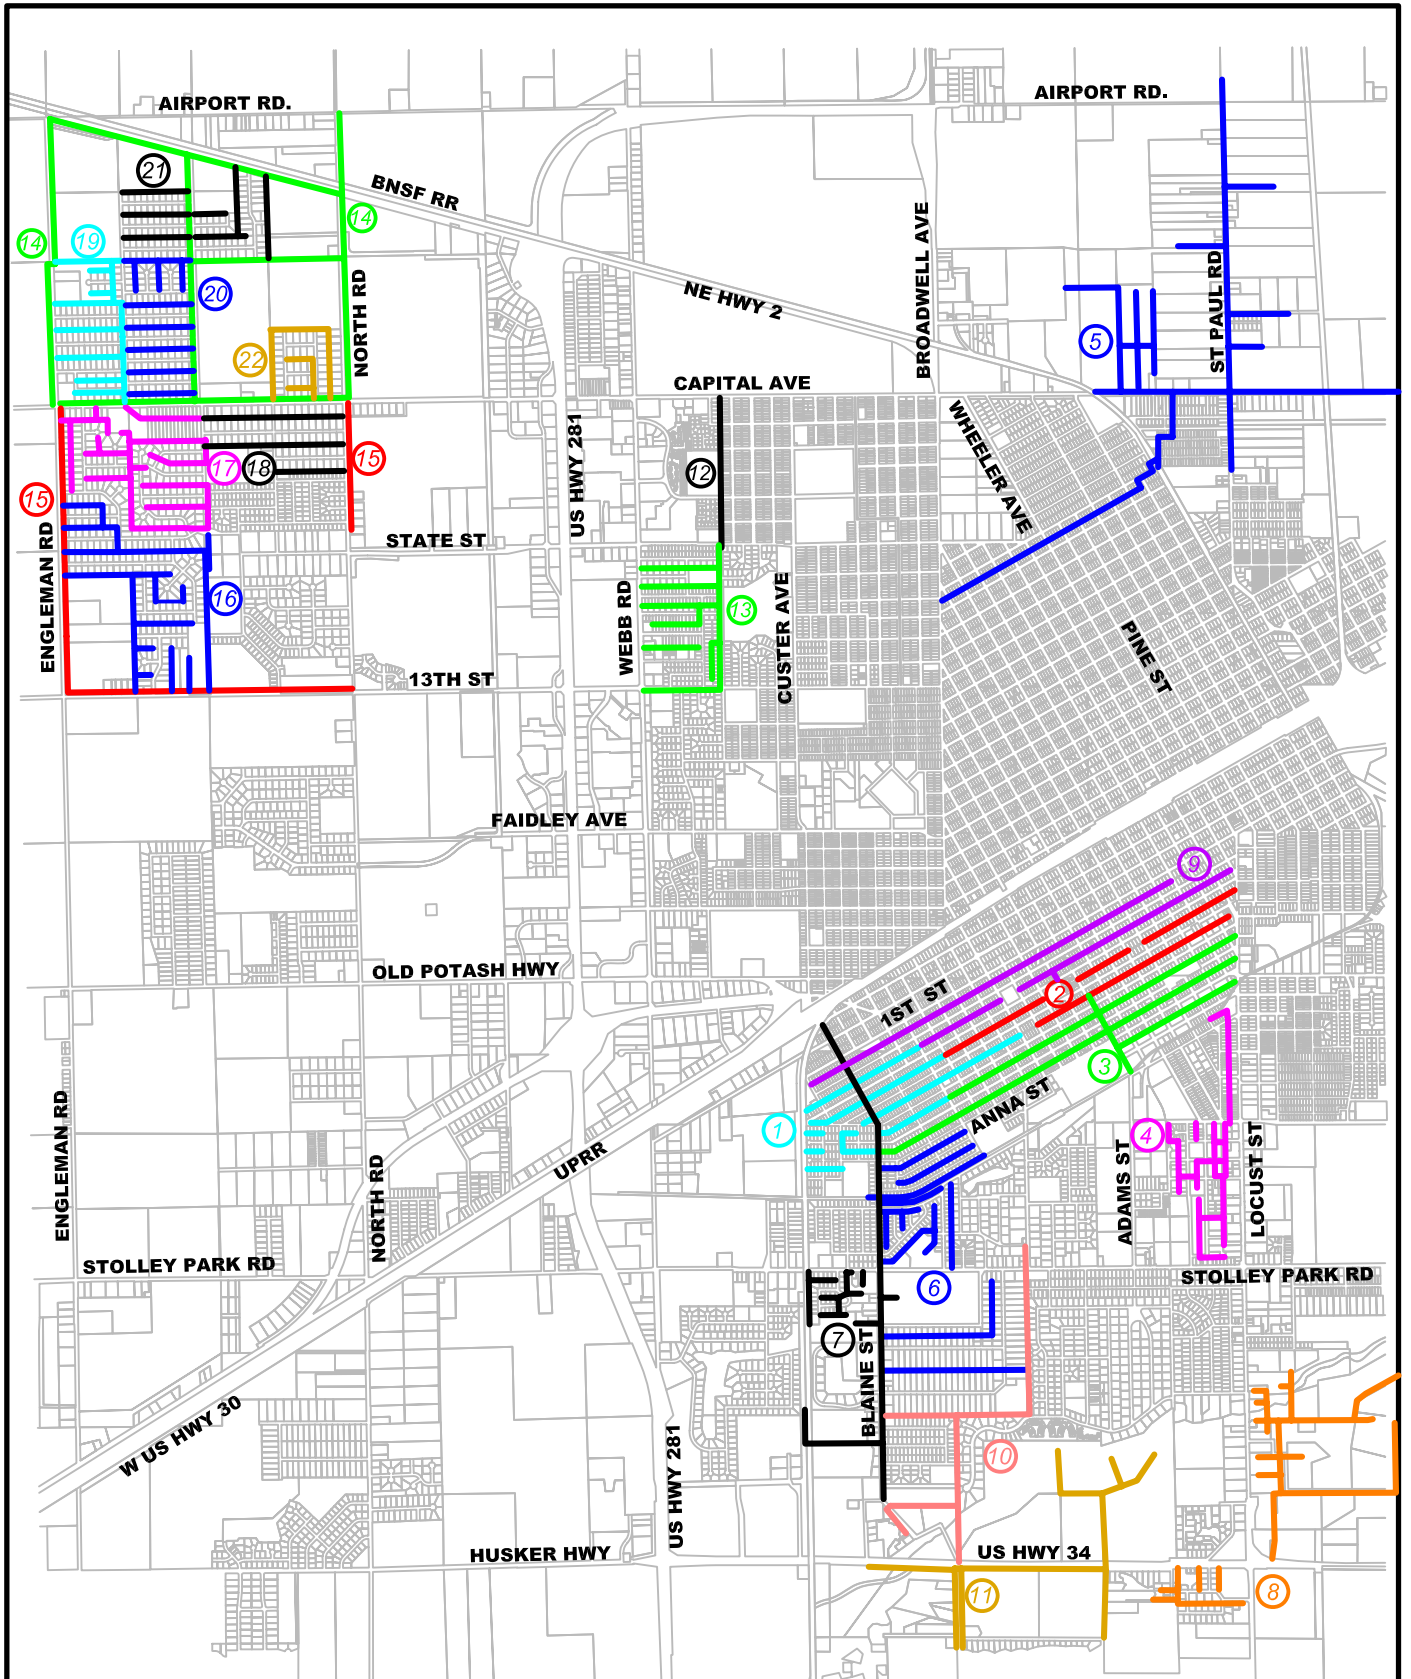 AIRPORT RD.
AIRPORT RD.
21
BNSF RR
14
14
19
20
NE HWY 2
BROADWELL AVE
ST PAUL RD
5
NORTH RD
22
CAPITAL AVE
WHEELER AVE
US HWY 281
12
17
18
15
15
ENGLEMAN RD
STATE ST
WEBB RD
13
CUSTER AVE
16
PINE ST
13TH ST
FAIDLEY AVE
9
OLD POTASH HWY
1ST ST
2
3
ANNA ST
1
4
ADAMS ST
LOCUST ST
ENGLEMAN RD
NORTH RD
UPRR
STOLLEY PARK RD
STOLLEY PARK RD
6
7
BLAINE ST
W US HWY 30
US HWY 281
10
HUSKER HWY
US HWY 34
11
8